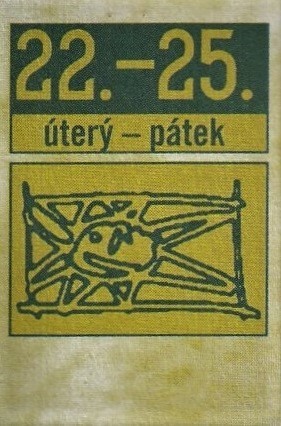 22.–25.
úterý – pátek